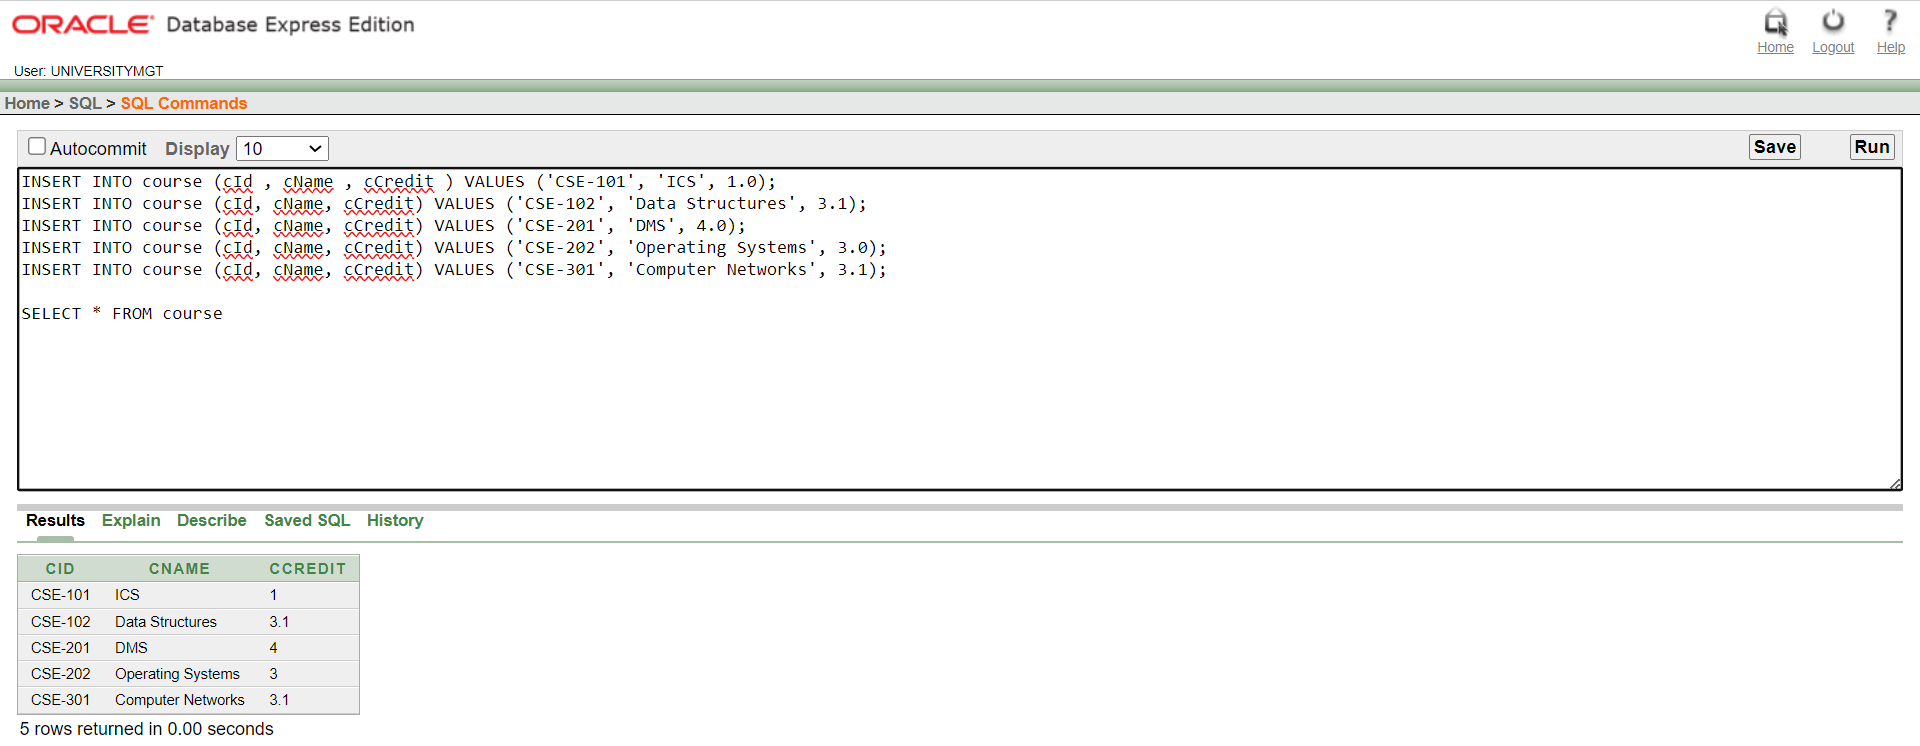 ORACLE Database Express Edition
Home Logout Help
User: UNIVERSITYMGT
Home > SQL > SQL Commands
Autocommit Display 10 Save Run
INSERT INTO course (cId , cName , cCredit ) VALUES ('CSE-101', 'ICS', 1.0);
INSERT INTO course (cId, cName, cCredit) VALUES ('CSE-102', 'Data Structures', 3.1);
INSERT INTO course (cId, cName, cCredit) VALUES ('CSE-201', 'DMS', 4.0);
INSERT INTO course (cId, cName, cCredit) VALUES ('CSE-202', 'Operating Systems', 3.0);
INSERT INTO course (cId, cName, cCredit) VALUES ('CSE-301', 'Computer Networks', 3.1);
SELECT * FROM course
Results Explain Describe Saved SQL History
CID CNAME CCREDIT
CSE-101 ICS 1
CSE-102 Data Structures 3.1
CSE-201 DMS 4
CSE-202 Operating Systems 3
CSE-301 Computer Networks 3.1
5 rows returned in 0.00 seconds